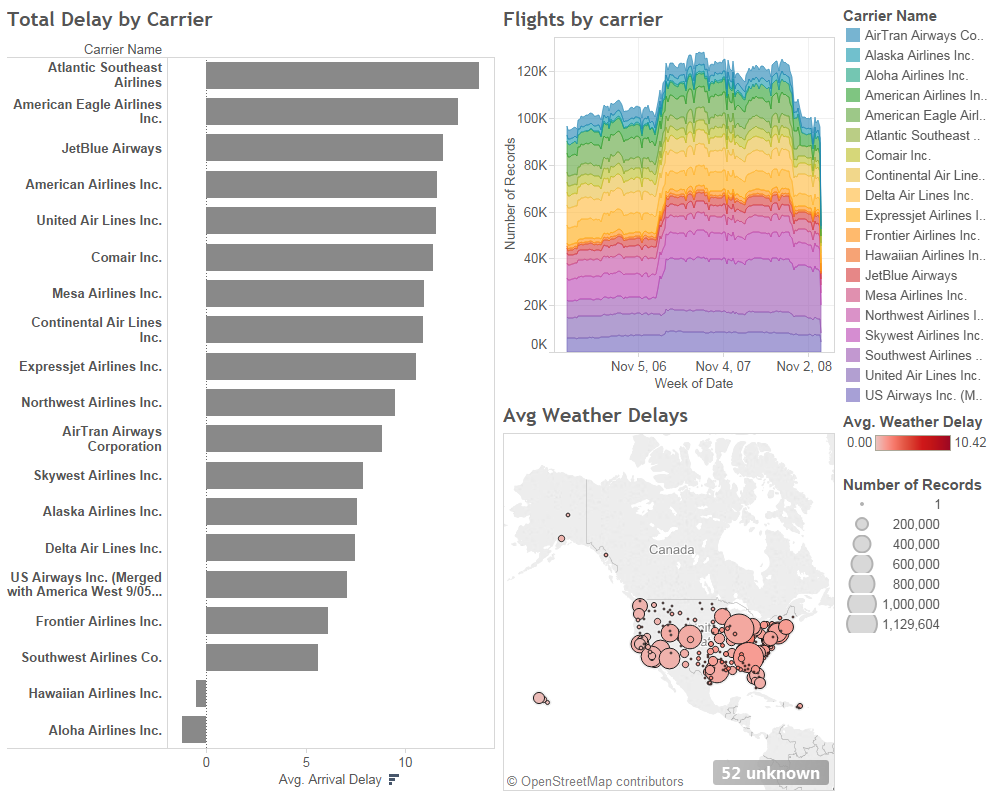 Total Delay by Carrier
Carrier Name
Atlantic Southeast
Airlines
American Eagle Airlines
Inc.
JetBlue Airways
American Airlines Inc.
United Air Lines Inc.
Comair Inc.
Mesa Airlines Inc.
Continental Air Lines
Inc.
Expressjet Airlines Inc.
Northwest Airlines Inc.
AirTran Airways
Corporation
Skywest Airlines Inc.
Alaska Airlines Inc.
Delta Air Lines Inc.
US Airways Inc. (Merged
with America West 9/05...
Frontier Airlines Inc.
Southwest Airlines Co.
Hawaiian Airlines Inc.
Aloha Airlines Inc.
0 5 10
Avg. Arrival Delay
Flights by carrier
Number of Records
120K
100K
80K
60K
40K
20K
0K
Nov 5, 06 Nov 4, 07 Nov 2, 08
Week of Date
Avg Weather Delays
Canada
© OpenStreetMap contributors
52 unknown
Carrier Name
AirTran Airways Co..
Alaska Airlines Inc.
Aloha Airlines Inc.
American Airlines In..
American Eagle Airl..
Atlantic Southeast ..
Comair Inc.
Continental Air Line..
Delta Air Lines Inc.
Expressjet Airlines I..
Frontier Airlines Inc.
Hawaiian Airlines In..
JetBlue Airways
Mesa Airlines Inc.
Northwest Airlines I..
Skywest Airlines Inc.
Southwest Airlines ..
United Air Lines Inc.
US Airways Inc. (M..
Avg. Weather Delay
0.00 10.42
Number of Records
1
200,000
400,000
600,000
800,000
1,000,000
1,129,604